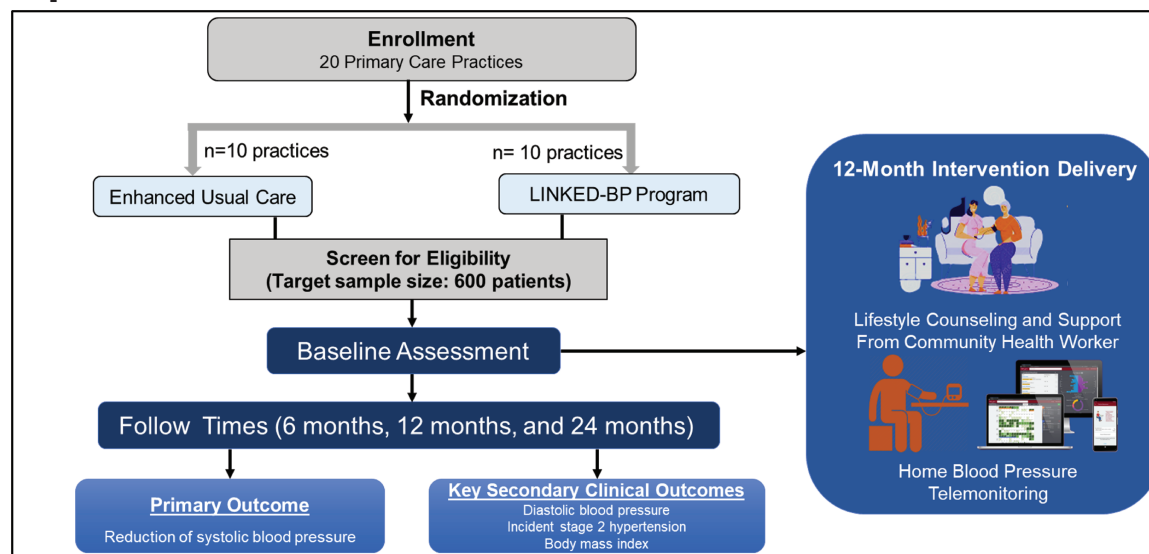 Enrollment
20 Primary Care Practices
Randomization
n=10 practices
n= 10 practices
Enhanced Usual Care
LINKED-BP Program
Screen for Eligibility
(Target sample size: 600 patients)
Baseline Assessment
Follow Times (6 months, 12 months, and 24 months)
Primary Outcome
Reduction of systolic blood pressure
Key Secondary Clinical Outcomes
Diastolic blood pressure
Incident stage 2 hypertension
Body mass index
12-Month Intervention Delivery
Lifestyle Counseling and Support
From Community Health Worker
Home Blood Pressure
Telemonitoring